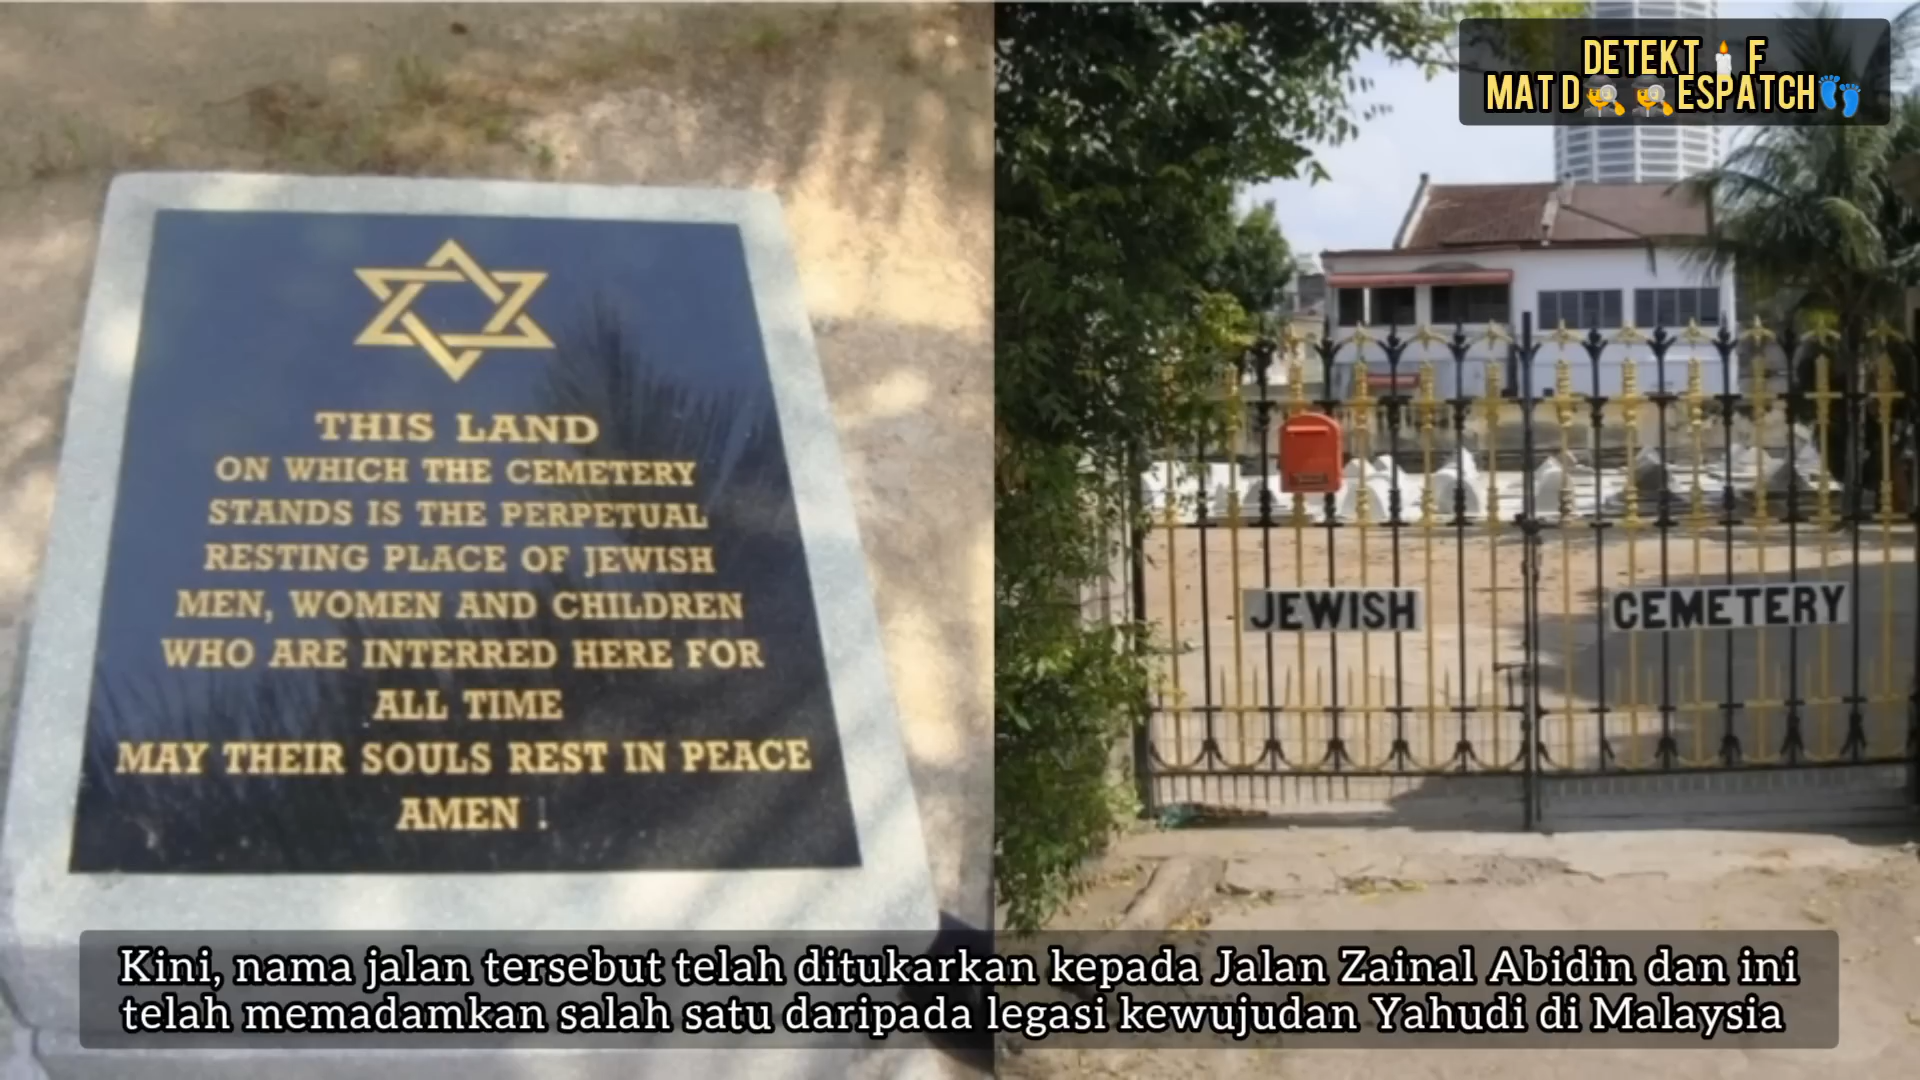 THIS LAND
ON WHICH THE CEMETERY
STANDS IS THE PERPETUAL
RESTING PLACE OF JEWISH
MEN, WOMEN AND CHILDREN
WHO ARE INTERRED HERE FOR
ALL TIME
MAY THEIR SOULS REST IN PEACE
AMEN !
DETEKT🕯️F
MAT D🕵️🕵️ESPATCH👣
JEWISH CEMETERY
Kini, nama jalan tersebut telah ditukarkan kepada Jalan Zainal Abidin dan ini
telah memadamkan salah satu daripada legasi kewujudan Yahudi di Malaysia